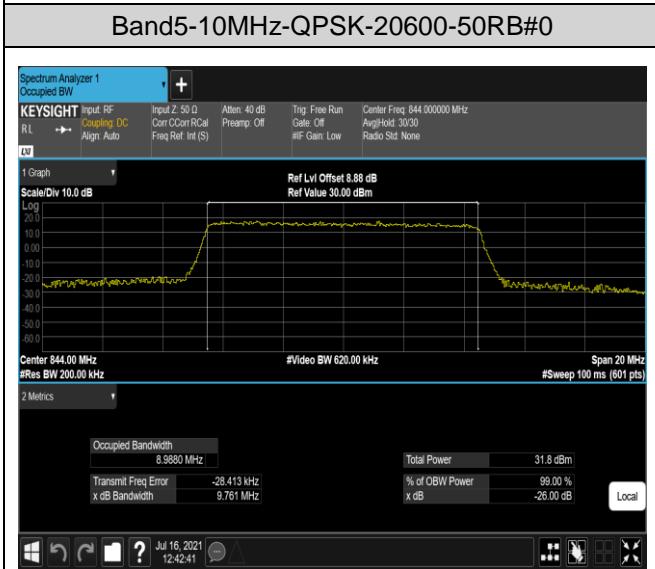 Band5-10MHz-QPSK-20600-50RB#0
Spectrum Analyzer 1
Occupied BW
+
KEYSIGHT
RL
LXI
Input: RF
Coupling: DC
Align: Auto
Input Z: 50 Ω
Corr CCorr RCal
Freq Ref: Int (S)
Atten: 40 dB
Preamp: Off
Trig: Free Run
Gate: Off
#IF Gain: Low
Center Freq: 844.000000 MHz
Avg|Hold: 30/30
Radio Std: None
1 Graph
Scale/Div 10.0 dB
Ref Lvl Offset 8.88 dB
Ref Value 30.00 dBm
Log
20.0
10.0
0.00
-10.0
-20.0
-30.0
-40.0
-50.0
-60.0
Center 844.00 MHz
#Res BW 200.00 kHz
#Video BW 620.00 kHz
Span 20 MHz
#Sweep 100 ms (601 pts)
2 Metrics
Occupied Bandwidth
8.9880 MHz
Total Power 31.8 dBm
Transmit Freq Error -28.413 kHz
% of OBW Power 99.00 %
x dB Bandwidth 9.761 MHz
x dB -26.00 dB
Local
?
Jul 16, 2021
12:42:41